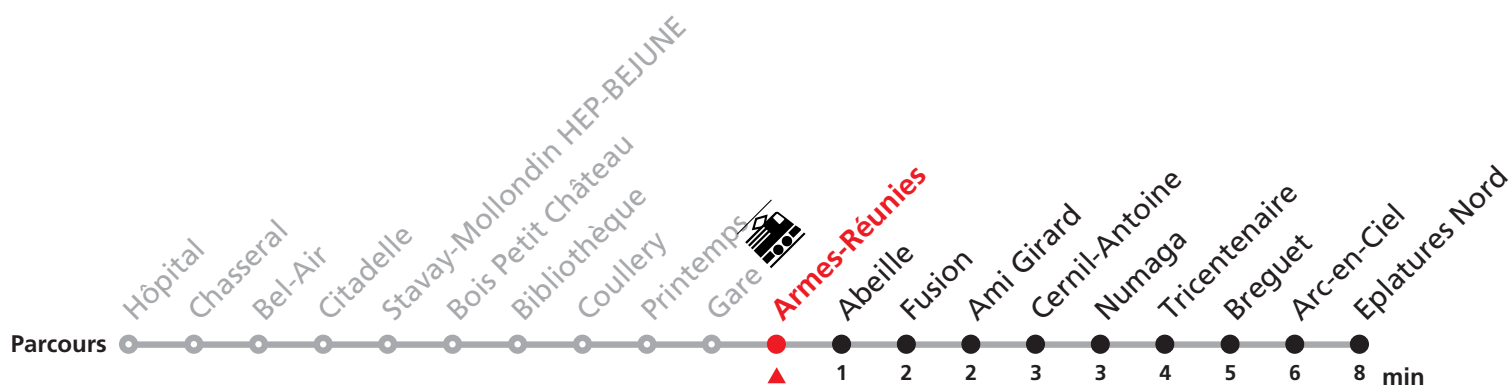 Hôpital
Chasseral
Bel-Air
Citadelle
Stavay-Mollondin HEP-BEJUNE
Bois Petit Château
Bibliothèque
Coullery
Printemps
Gare
Armes-Réunies
Abeille
Fusion
Ami Girard
Cernil-Antoine
Numaga
Tricentenaire
Breguet
Arc-en-Ciel
Eplatures Nord
Parcours
1 2 2 3 3 4 5 6 8 min